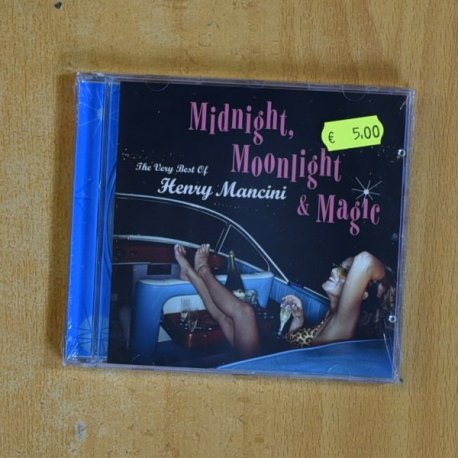 Midnight,
Moonlight
& Magic
The Very Best Of
Henry Mancini
€ 5,00